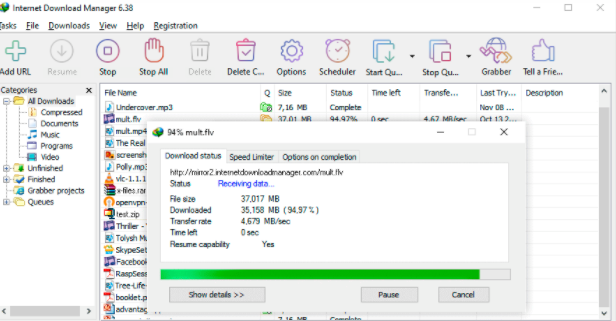 Internet Download Manager 6.38
Tasks File Downloads View Help Registration
Add URL Resume Stop Stop All Delete Delete C... Options Scheduler Start Qu... Stop Qu... Grabber Tell a Frie...
Categories
File Name Q Size Status Time left Transfe... Last Try... Description
All Downloads
Compressed
Documents
Music
Programs
Video
Unfinished
Finished
Grabber projects
Queues
Undercover.mp3 7,16 MB Complete Nov 08 ...
mult.flv 37,01 MB 94,97% 0 sec 4,67 MB/sec Oct 13 2...
mult.mp4
The Real
screensh
Polly.mp3
vlc-1.1.1
x-files.rar
openvpn-
test.zip
Thriller -
Tolysh M
SkypeSet
Facebook
RaspSess
Tree-Life-
booklet.p
advantag
7,16 MB Complete
94% mult.flv
Download status Speed Limiter Options on completion
http://mirror2.internetdownloadmanager.com/mult.flv
Status Receiving data...
File size 37,017 MB
Downloaded 35,158 MB (94,97 %)
Transfer rate 4,679 MB/sec
Time left 0 sec
Resume capability Yes
Show details >> Pause Cancel